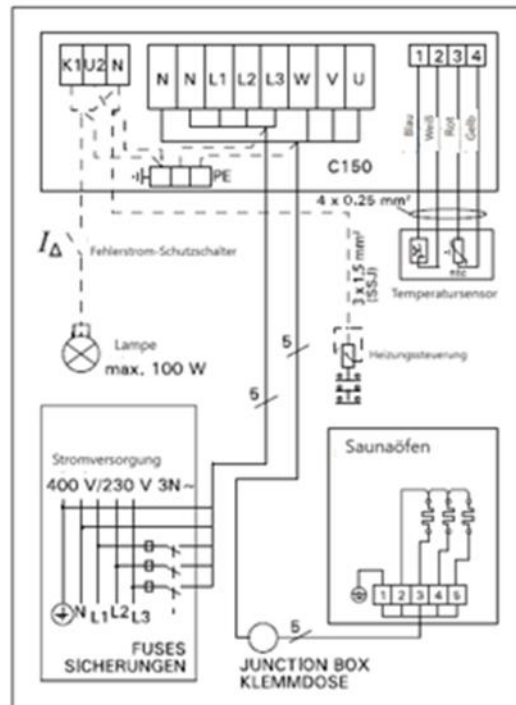 K1 U2 N
N N L1 L2 L3 W V U
1 2 3 4
Blau
Weiß
Rot
Gelb
PE
C150
4 x 0.25 mm²
I∆
Fehlerstrom-Schutzschalter
3 x 1,5 mm²
(SSJ)
Temperatursensor
Lampe
max. 100 W
Heizungssteuerung
5
5
Stromversorgung
400 V/230 V 3N~
N L1 L2 L3
FUSES
SICHERUNGEN
Saunaöfen
1 2 3 4 5
5
JUNCTION BOX
KLEMMDOSE